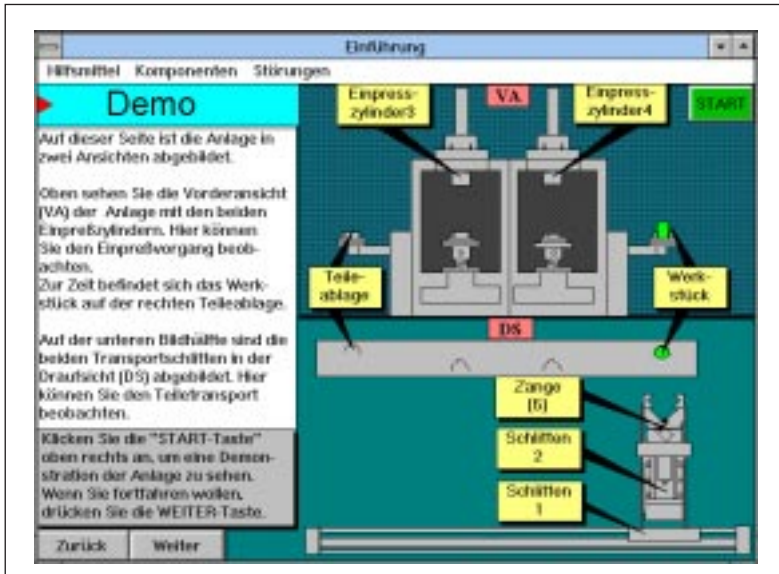 Einführung
Hilfsmittel Komponenten Störungen
Demo
Auf dieser Seite ist die Anlage in
zwei Ansichten abgebildet.
Oben sehen Sie die Vorderansicht
(VA) der Anlage mit den beiden
Einpreßzylindern. Hier können
Sie den Einpreßvorgang beob-
achten.
Zur Zeit befindet sich das Werk-
stück auf der rechten Teileablage.
Auf der unteren Bildhälfte sind die
beiden Transportschlitten in der
Draufsicht (DS) abgebildet. Hier
können Sie den Teiletransport
beobachten.
Klicken Sie die "START-Taste"
oben rechts an, um eine Demon-
stration der Anlage zu sehen.
Wenn Sie fortfahren wollen,
drücken Sie die WEITER-Taste.
Zurück Weiter
Einpress-
zylinder3
VA
Einpress-
zylinder4
START
Teile-
ablage
Werk-
stück
DS
Zange
(5)
Schlitten
2
Schlitten
1